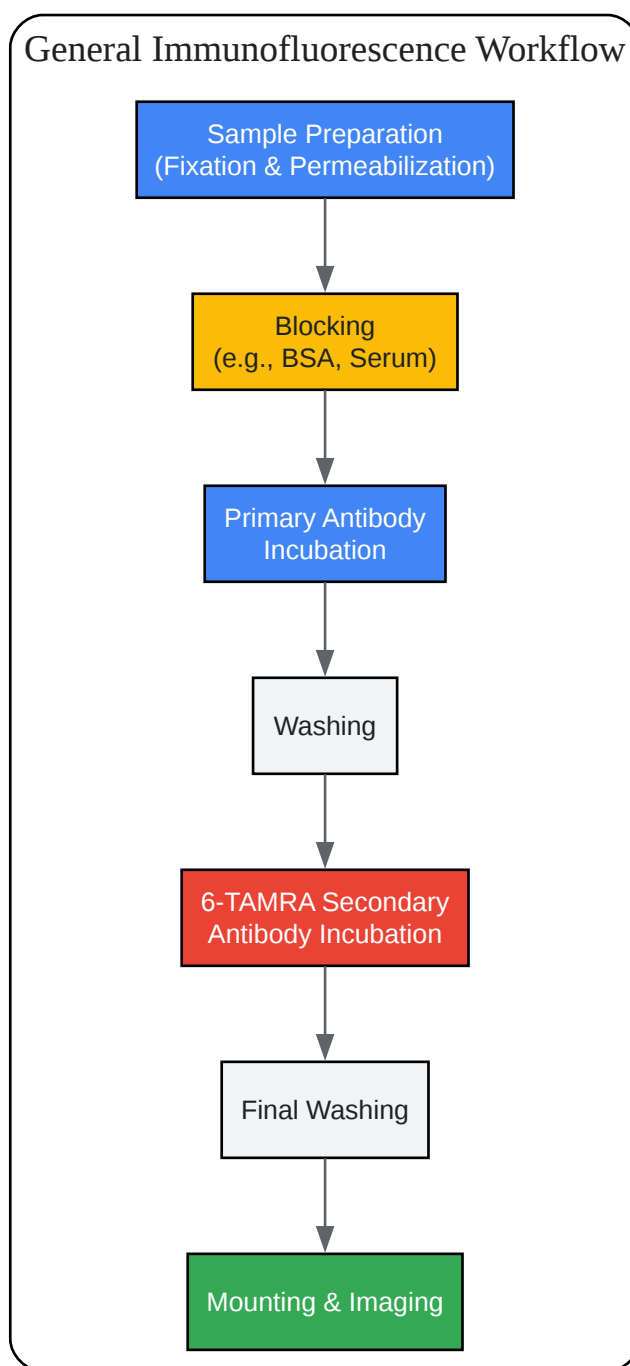 General Immunofluorescence Workflow
Sample Preparation
(Fixation & Permeabilization)
Blocking
(e.g., BSA, Serum)
Primary Antibody
Incubation
Washing
6-TAMRA Secondary
Antibody Incubation
Final Washing
Mounting & Imaging